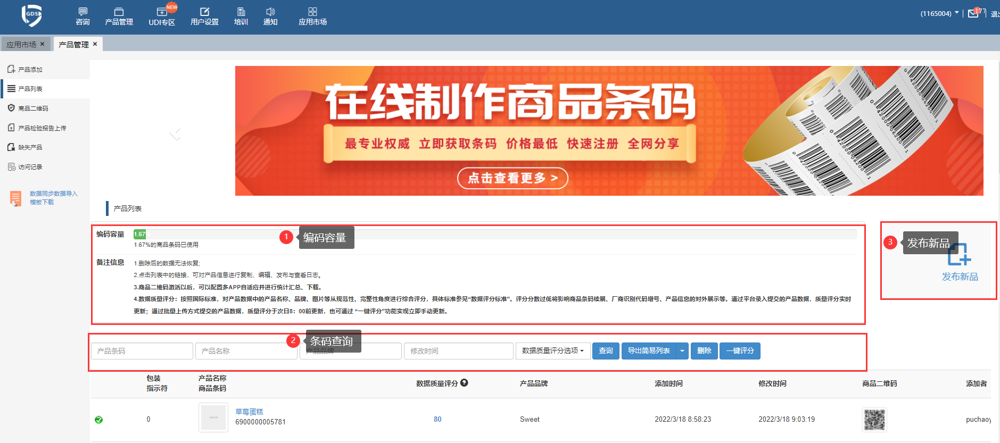 GDS
咨询
产品管理
NEW
UDI专区
用户设置
培训
通知
应用市场
(1165004)
177
退出
应用市场 ×
产品管理 ×
产品添加
产品列表
商品二维码
产品检验报告上传
缺失产品
访问记录
数据同步数据导入
模板下载
在线制作商品条码
最专业权威 立即获取条码 价格最低 快速注册 全网分享
点击查看更多 >
产品列表
编码容量
1.67
1 编码容量
1.67%的商品条码已使用
备注信息
1.删除后的数据无法恢复;
2.点击列表中的链接，可对产品信息进行复制、编辑、发布与查看日志。
3.商品二维码激活以后，可以配置多APP自适应并进行统计汇总、下载。
4.数据质量评分：按照国际标准，对产品数据中的产品名称、品牌、图片等从规范性、完整性角度进行综合评分，具体标准参见“数据评分标准”。评分分数过低将影响商品条码续展、厂商识别代码增号、产品信息的对外展示等。通过平台录入提交的产品数据，质量评分实时
更新；通过批量上传方式提交的产品数据，质量评分于次日8：00前更新，也可通过 “一键评分”功能实现立即手动更新。
3 发布新品
发布新品
2 条码查询
产品条码
产品名称
产品品牌
修改时间
数据质量评分选项
查询
导出简易列表
删除
一键评分
包装
指示符
产品名称
商品条码
数据质量评分 ?
产品品牌
添加时间
修改时间
商品二维码
添加者
0
草莓蛋糕
6900000005781
80
Sweet
2022/3/18 8:58:23
2022/3/18 9:03:19
puchaoy